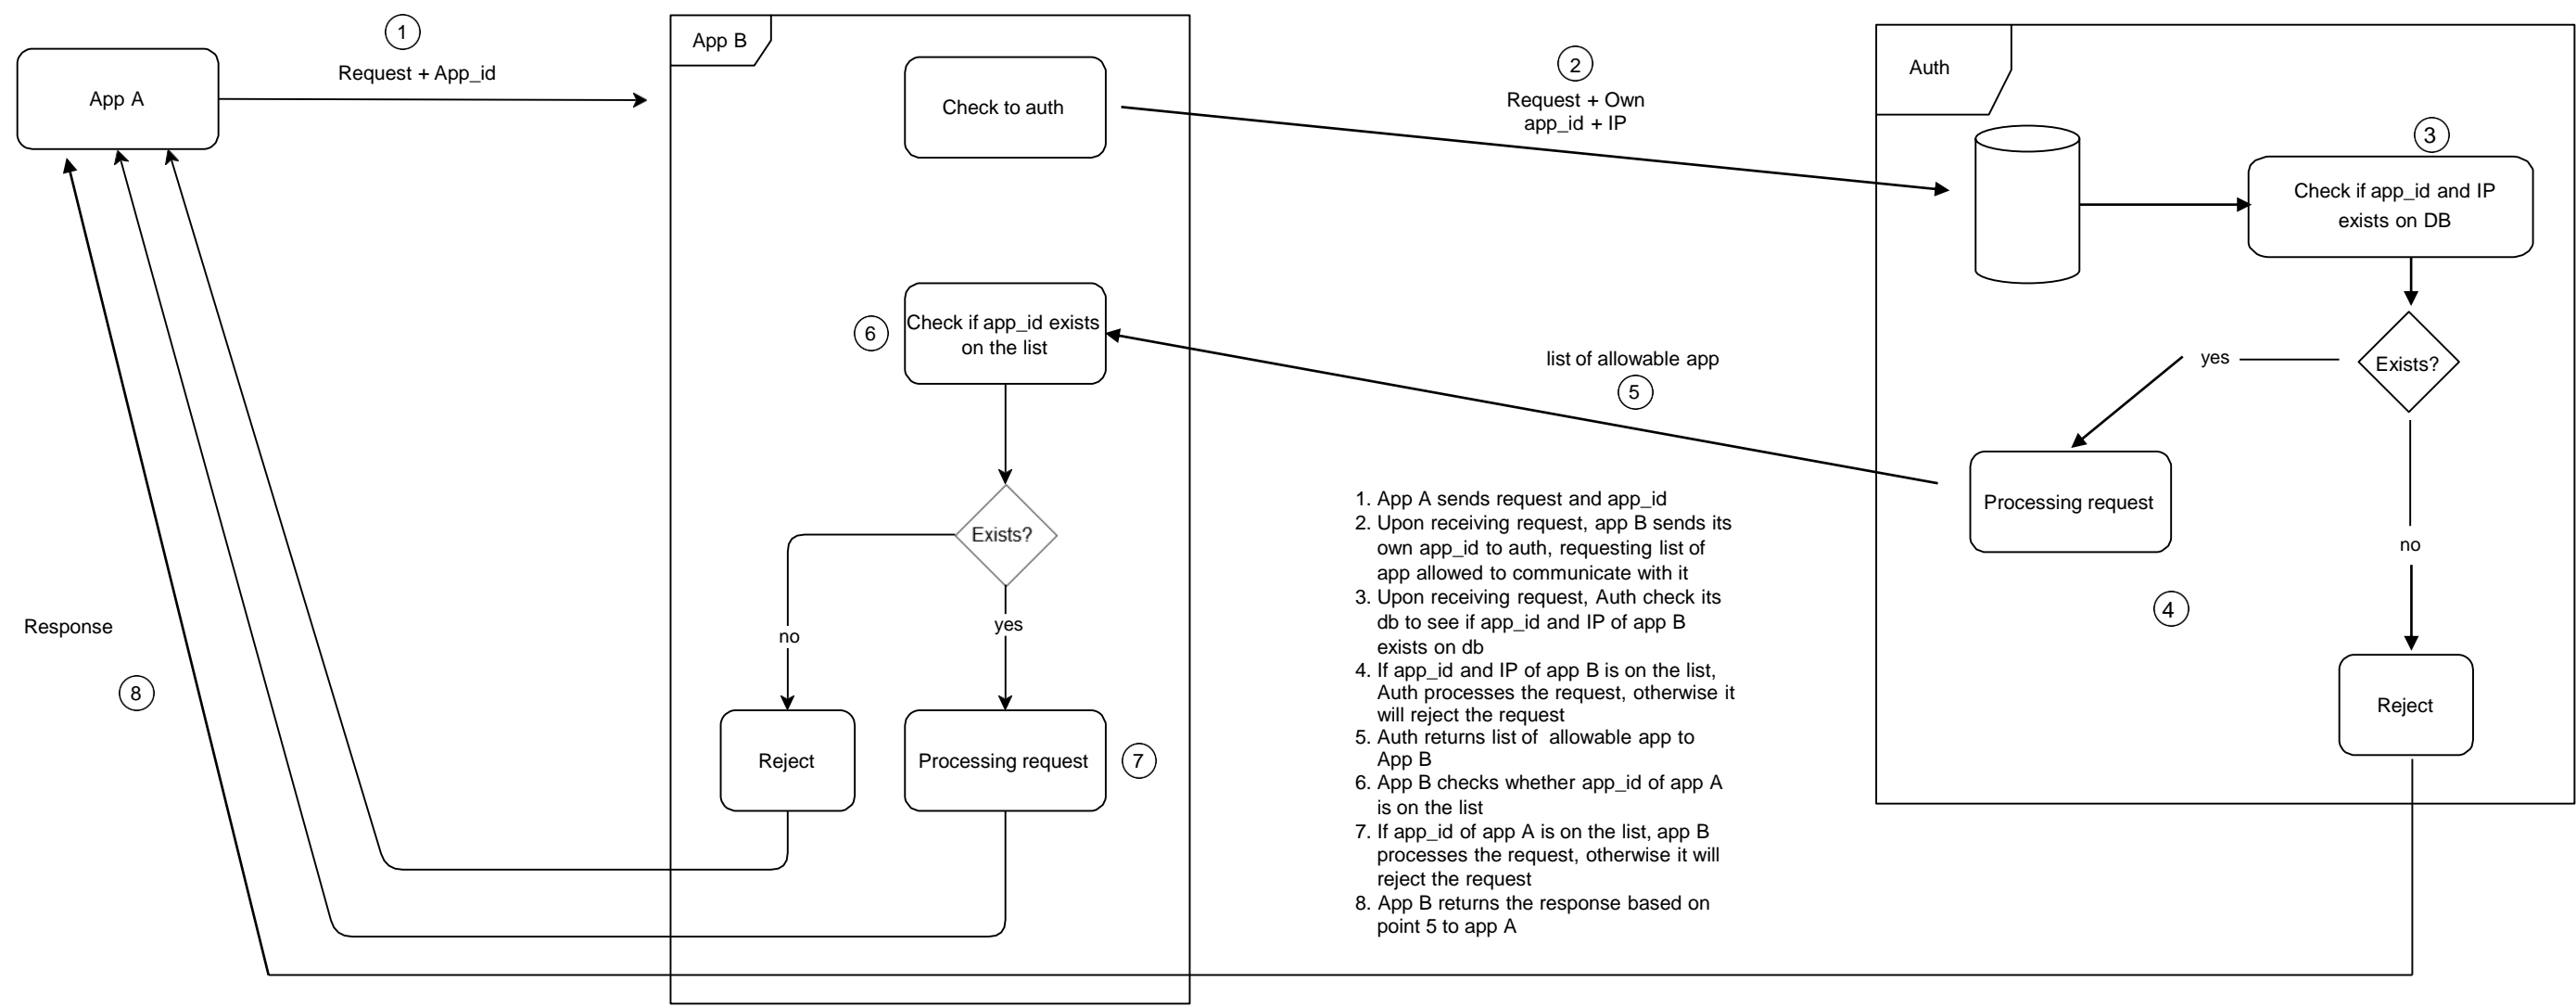 1
Request + App_id
App A
App B
Check to auth
2
Request + Own
app_id + IP
Auth
3
Check if app_id and IP
exists on DB
6
Check if app_id exists
on the list
list of allowable app
5
yes
Exists?
Processing request
no
4
Reject
Exists?
no
yes
Reject
Processing request
7
Response
8
1. App A sends request and app_id
2. Upon receiving request, app B sends its
own app_id to auth, requesting list of
app allowed to communicate with it
3. Upon receiving request, Auth check its
db to see if app_id and IP of app B
exists on db
4. If app_id and IP of app B is on the list,
Auth processes the request, otherwise it
will reject the request
5. Auth returns list of  allowable app to
App B
6. App B checks whether app_id of app A
is on the list
7. If app_id of app A is on the list, app B
processes the request, otherwise it will
reject the request
8. App B returns the response based on
point 5 to app A